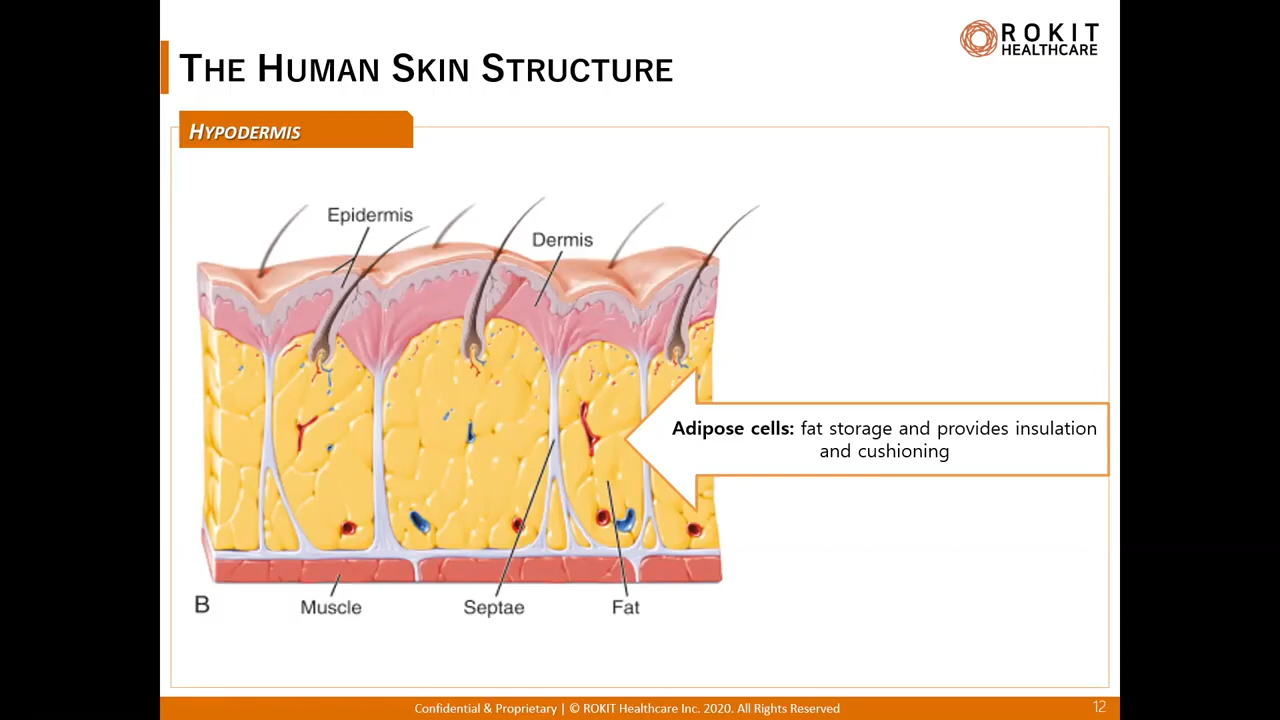 ROKIT
HEALTHCARE
THE HUMAN SKIN STRUCTURE
HYPODERMIS
Epidermis
Dermis
Adipose cells: fat storage and provides insulation
and cushioning
B
Muscle
Septae
Fat
Confidential & Proprietary | © ROKIT Healthcare Inc. 2020. All Rights Reserved
12